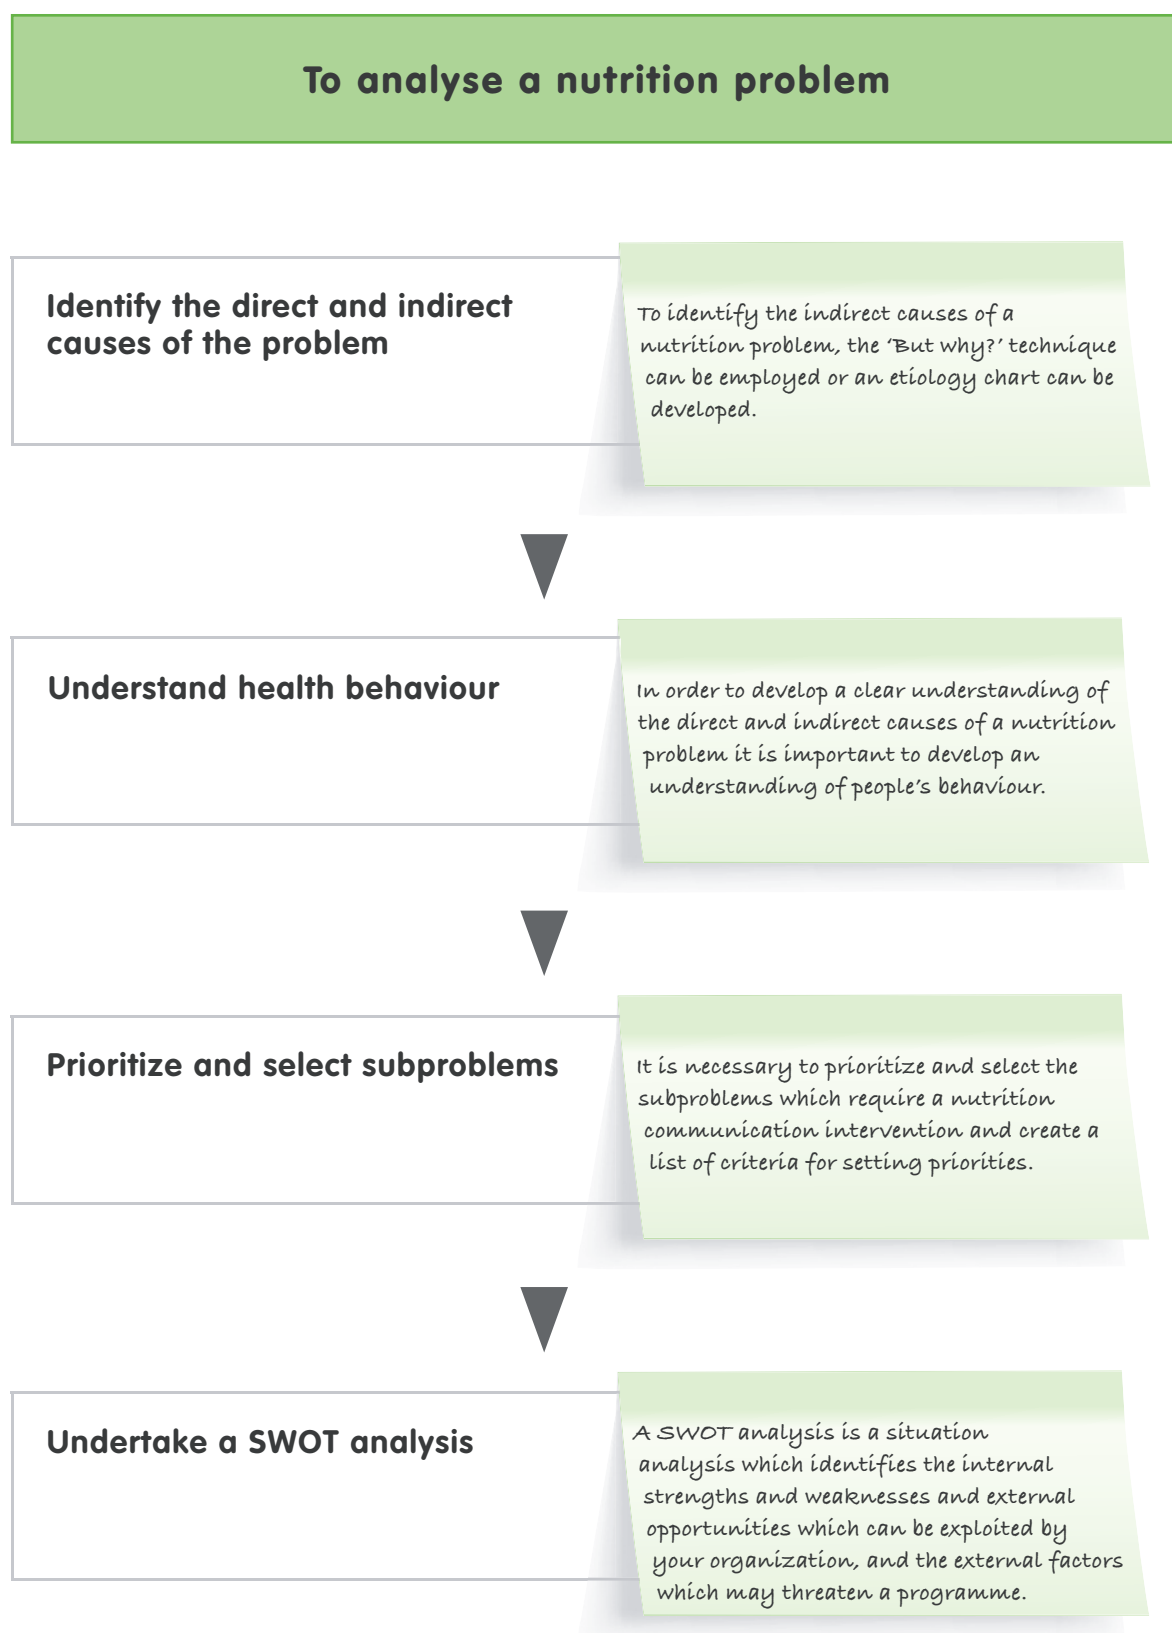 To analyse a nutrition problem
Identify the direct and indirect
causes of the problem
To identify the indirect causes of a
nutrition problem, the ‘But why?’ technique
can be employed or an etiology chart can be
developed.
Understand health behaviour
In order to develop a clear understanding of
the direct and indirect causes of a nutrition
problem it is important to develop an
understanding of people’s behaviour.
Prioritize and select subproblems
It is necessary to prioritize and select the
subproblems which require a nutrition
communication intervention and create a
list of criteria for setting priorities.
Undertake a SWOT analysis
A SWOT analysis is a situation
analysis which identifies the internal
strengths and weaknesses and external
opportunities which can be exploited by
your organization, and the external factors
which may threaten a programme.